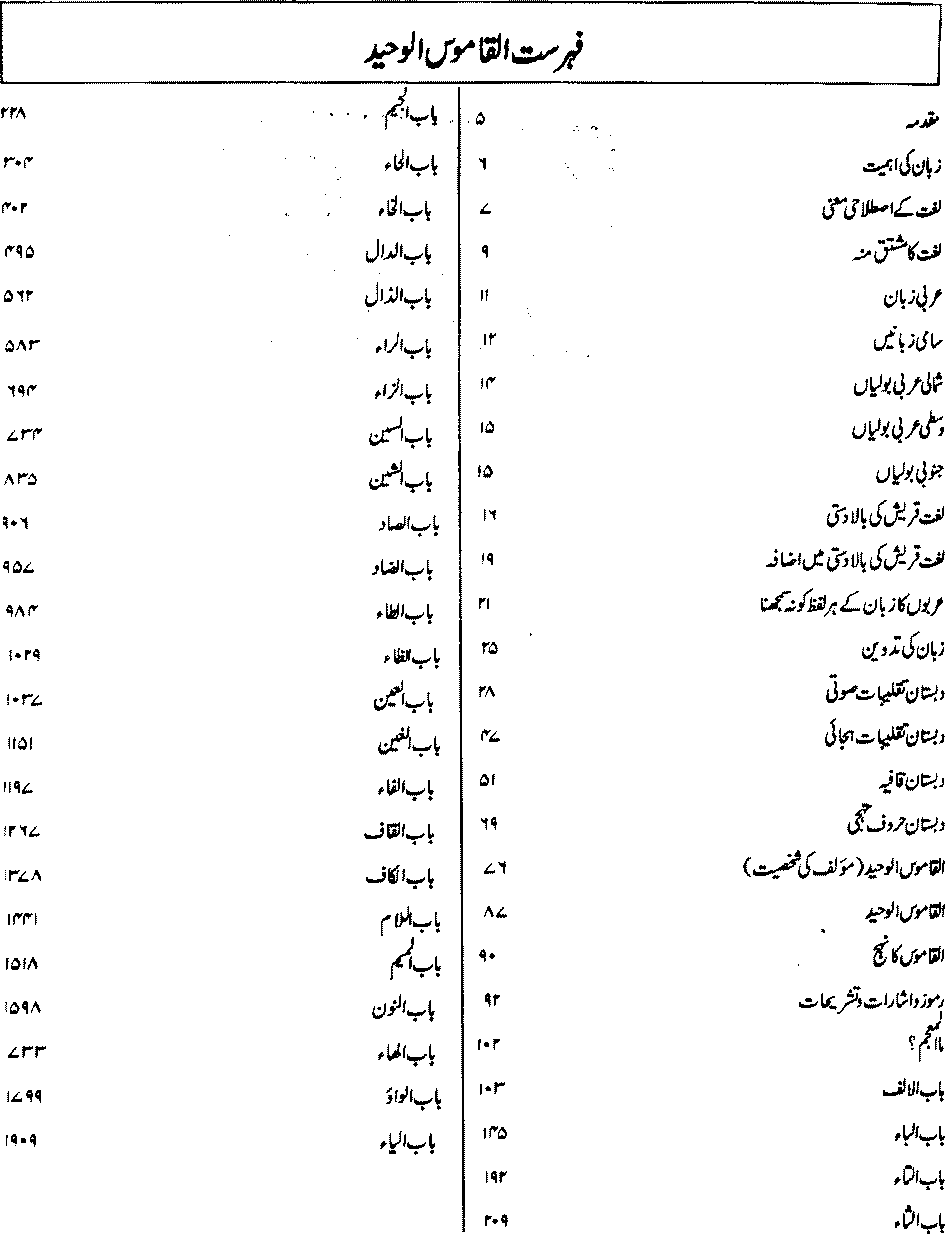 فہرست القاموس الوحید
مقدمہ ۵
زبان کی اہمیت ۶
لغت کے اصطلاحی معنی ۷
لغت کا مشتق منہ ۹
عربی زبان ۱۱
سامی زبانیں ۱۲
شمالی عربی بولیاں ۱۴
وسطی عربی بولیاں ۱۵
جنوبی بولیاں ۱۵
لغت قریش کی بالادستی ۱۶
لغت قریش کی بالادستی میں اضافہ ۱۹
عربوں کا زبان کے ہر لفظ کو نہ سمجھنا ۲۱
زبان کی تدوین ۲۵
دبستان تقلیبات صوتی ۲۸
دبستان تقلیبات ہجائی ۴۷
دبستان قافیہ ۵۱
دبستان حروف تہجی ۶۹
القاموس الوحید (مؤلف کی شخصیت) ۷۶
القاموس الوحید ۸۷
القاموس کا نہج ۹۰
رموز و اشارات و تشریحات ۹۲
ما المعجم؟ ۱۰۲
باب الالف ۱۰۳
باب الباء ۱۴۵
باب التاء ۱۹۲
باب الثاء ۲۰۹
باب الجیم ۲۲۸
باب الحاء ۳۰۴
باب الخاء ۴۰۲
باب الدال ۴۹۵
باب الذال ۵۶۲
باب الراء ۵۸۳
باب الزاء ۶۹۴
باب السین ۷۳۴
باب الشین ۸۳۵
باب الصاد ۹۰۶
باب الضاد ۹۵۷
باب الطاء ۹۸۴
باب الظاء ۱۰۲۹
باب العین ۱۰۳۷
باب الغین ۱۱۵۱
باب الفاء ۱۱۹۷
باب القاف ۱۲۶۷
باب الکاف ۱۳۷۸
باب اللام ۱۴۴۱
باب المیم ۱۵۱۸
باب النون ۱۵۹۸
باب الھاء ۷۳۳
باب الواؤ ۱۷۹۹
باب الیاء ۱۹۰۹